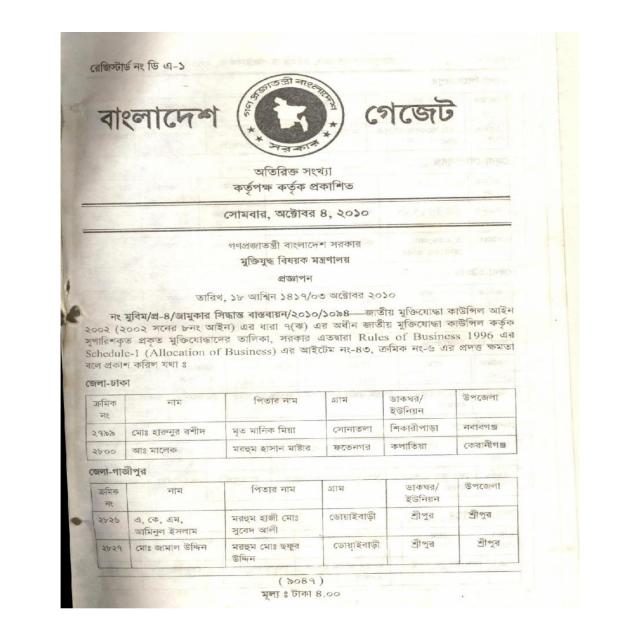 রেজিস্টার্ড নং ডি এ-১
বাংলাদেশ গেজেট
গণপ্রজাতন্ত্রী বাংলাদেশ
সরকার
অতিরিক্ত সংখ্যা
কর্তৃপক্ষ কর্তৃক প্রকাশিত
সোমবার, অক্টোবর ৪, ২০১০
গণপ্রজাতন্ত্রী বাংলাদেশ সরকার
মুক্তিযুদ্ধ বিষয়ক মন্ত্রণালয়
প্রজ্ঞাপন
তারিখ, ১৮ আশ্বিন ১৪১৭/০৩ অক্টোবর ২০১০
নং মুবিম/প্র-৪/জামুকার সিদ্ধান্ত বাস্তবায়ন/২০১০/১০৯৪—জাতীয় মুক্তিযোদ্ধা কাউন্সিল আইন
২০০২ (২০০২ সনের ৮নং আইন) এর ধারা ৭(ঝ) এর অধীন জাতীয় মুক্তিযোদ্ধা কাউন্সিল কর্তৃক
সুপারিশকৃত প্রকৃত মুক্তিযোদ্ধাদের তালিকা, সরকার এতদ্বারা Rules of Business 1996 এর
Schedule-1 (Allocation of Business) এর আইটেম নং-৪৩, ক্রমিক নং-৬ এর প্রদত্ত ক্ষমতা
বলে প্রকাশ করিল যথা ঃ
জেলা-ঢাকা
ক্রমিক নং নাম পিতার নাম গ্রাম ডাকঘর/ইউনিয়ন উপজেলা
২৭৯৯ মোঃ হারুনুর রশীদ মৃত মানিক মিয়া সোনাতলা শিকারীপাড়া নবাবগঞ্জ
২৮০০ আঃ মালেক মরহুম হাসান মাষ্টার ফতেনগর কলাতিয়া কেরানীগঞ্জ
জেলা-গাজীপুর
ক্রমিক নং নাম পিতার নাম গ্রাম ডাকঘর/ইউনিয়ন উপজেলা
২৮২৬ এ, কে, এম, আমিনুল ইসলাম মরহুম হাজী মোঃ সুবেদ আলী ভোয়াইবাড়ী শ্রীপুর শ্রীপুর
২৮২৭ মোঃ জামাল উদ্দিন মরহুম মোঃ ছফুর উদ্দিন ভোয়াইবাড়ী শ্রীপুর শ্রীপুর
( ৯০৪৭ )
মূল্য ঃ টাকা ৪.০০